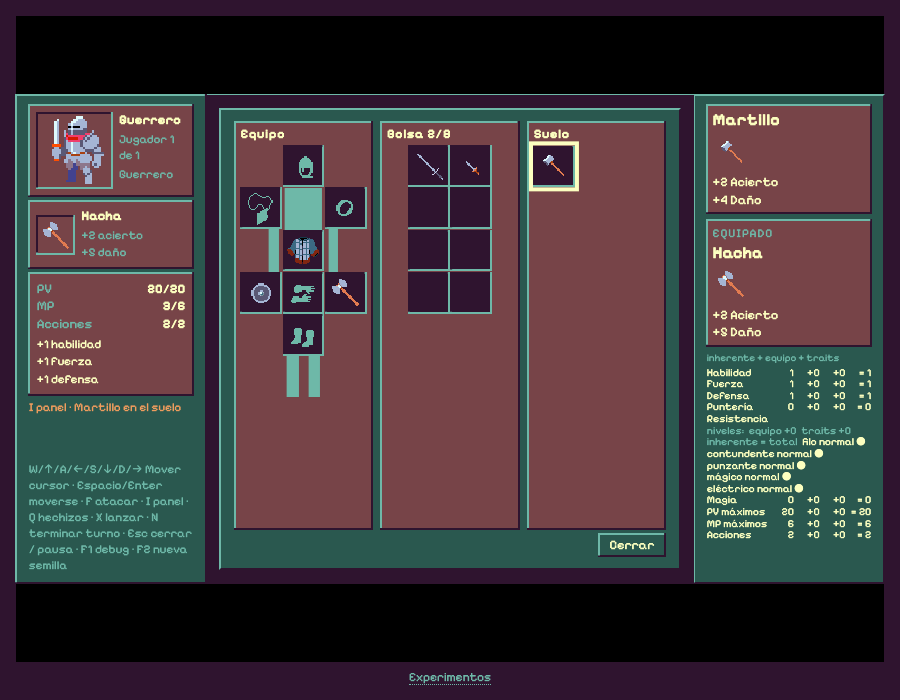 Guerrero
Jugador 1
de 1
Guerrero
Hacha
+2 acierto
+3 daño
PV 20/20
MP 3/6
Acciones 2/2
+1 habilidad
+1 fuerza
+1 defensa
I panel · Martillo en el suelo
W/↑/A/←/S/↓/D/→ Mover
cursor · Espacio/Enter
moverse · F atacar · I panel ·
Q hechizos · X lanzar · N
terminar turno · Esc cerrar
/ pausa · F1 debug · F2 nueva
semilla
Equipo
Bolsa 2/8
Suelo
Cerrar
Martillo
+2 Acierto
+4 Daño
EQUIPADO
Hacha
+2 Acierto
+3 Daño
inherente + equipo + traits
Habilidad 1 +0 +0 = 1
Fuerza 1 +0 +0 = 1
Defensa 1 +0 +0 = 1
Puntería 0 +0 +0 = 0
Resistencia
niveles: equipo +0 traits +0
inherente = total filo normal
contundente normal
punzante normal
mágico normal
eléctrico normal
Magia 0 +0 +0 = 0
PV máximos 20 +0 +0 = 20
MP máximos 6 +0 +0 = 6
Acciones 2 +0 +0 = 2
Experimentos